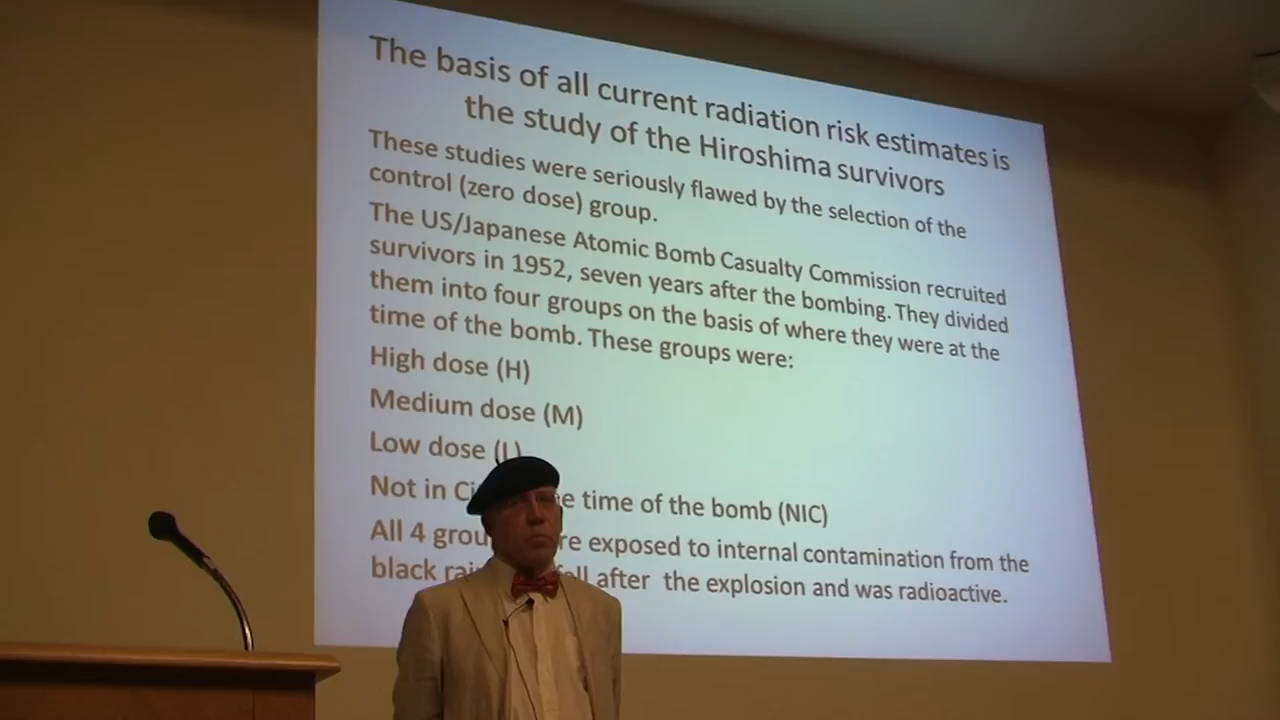 The basis of all current radiation risk estimates is
the study of the Hiroshima survivors
These studies were seriously flawed by the selection of the
control (zero dose) group.
The US/Japanese Atomic Bomb Casualty Commission recruited
survivors in 1952, seven years after the bombing. They divided
them into four groups on the basis of where they were at the
time of the bomb. These groups were:
High dose (H)
Medium dose (M)
Low dose (L)
Not in time of the bomb (NIC)
All 4 exposed to internal contamination from the
black after the explosion and was radioactive.